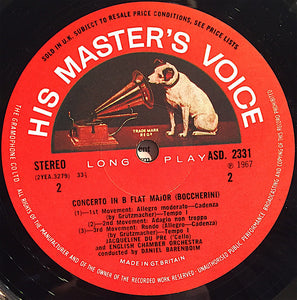 SOLD IN U.K. SUBJECT TO RESALE PRICE CONDITIONS, SEE PRICE LISTS
HIS MASTER'S VOICE
TRADE MARK
REGD.
STEREO
ASD. 2331
(2YEA.3279) 33⅓
LONG PLAY
℗ 1967
2
2
CONCERTO IN B FLAT MAJOR (BOCCHERINI)
(1)—1st Movement: Allegro moderato—Cadenza
(by Grützmacher)—Tempo I
(2)—2nd Movement: Adagio non troppo
(3)—3rd Movement: Rondo (Allegro)—Cadenza
(by Grützmacher)—Tempo I
JACQUELINE DU PRE ('Cello)
and ENGLISH CHAMBER ORCHESTRA
conducted by DANIEL BARENBOIM
MADE IN GT. BRITAIN
THE GRAMOPHONE CO. LTD.
ALL RIGHTS OF THE MANUFACTURER AND OF THE OWNER OF THE RECORDED WORK RESERVED. UNAUTHORISED PUBLIC PERFORMANCE BROADCASTING AND COPYING OF THIS